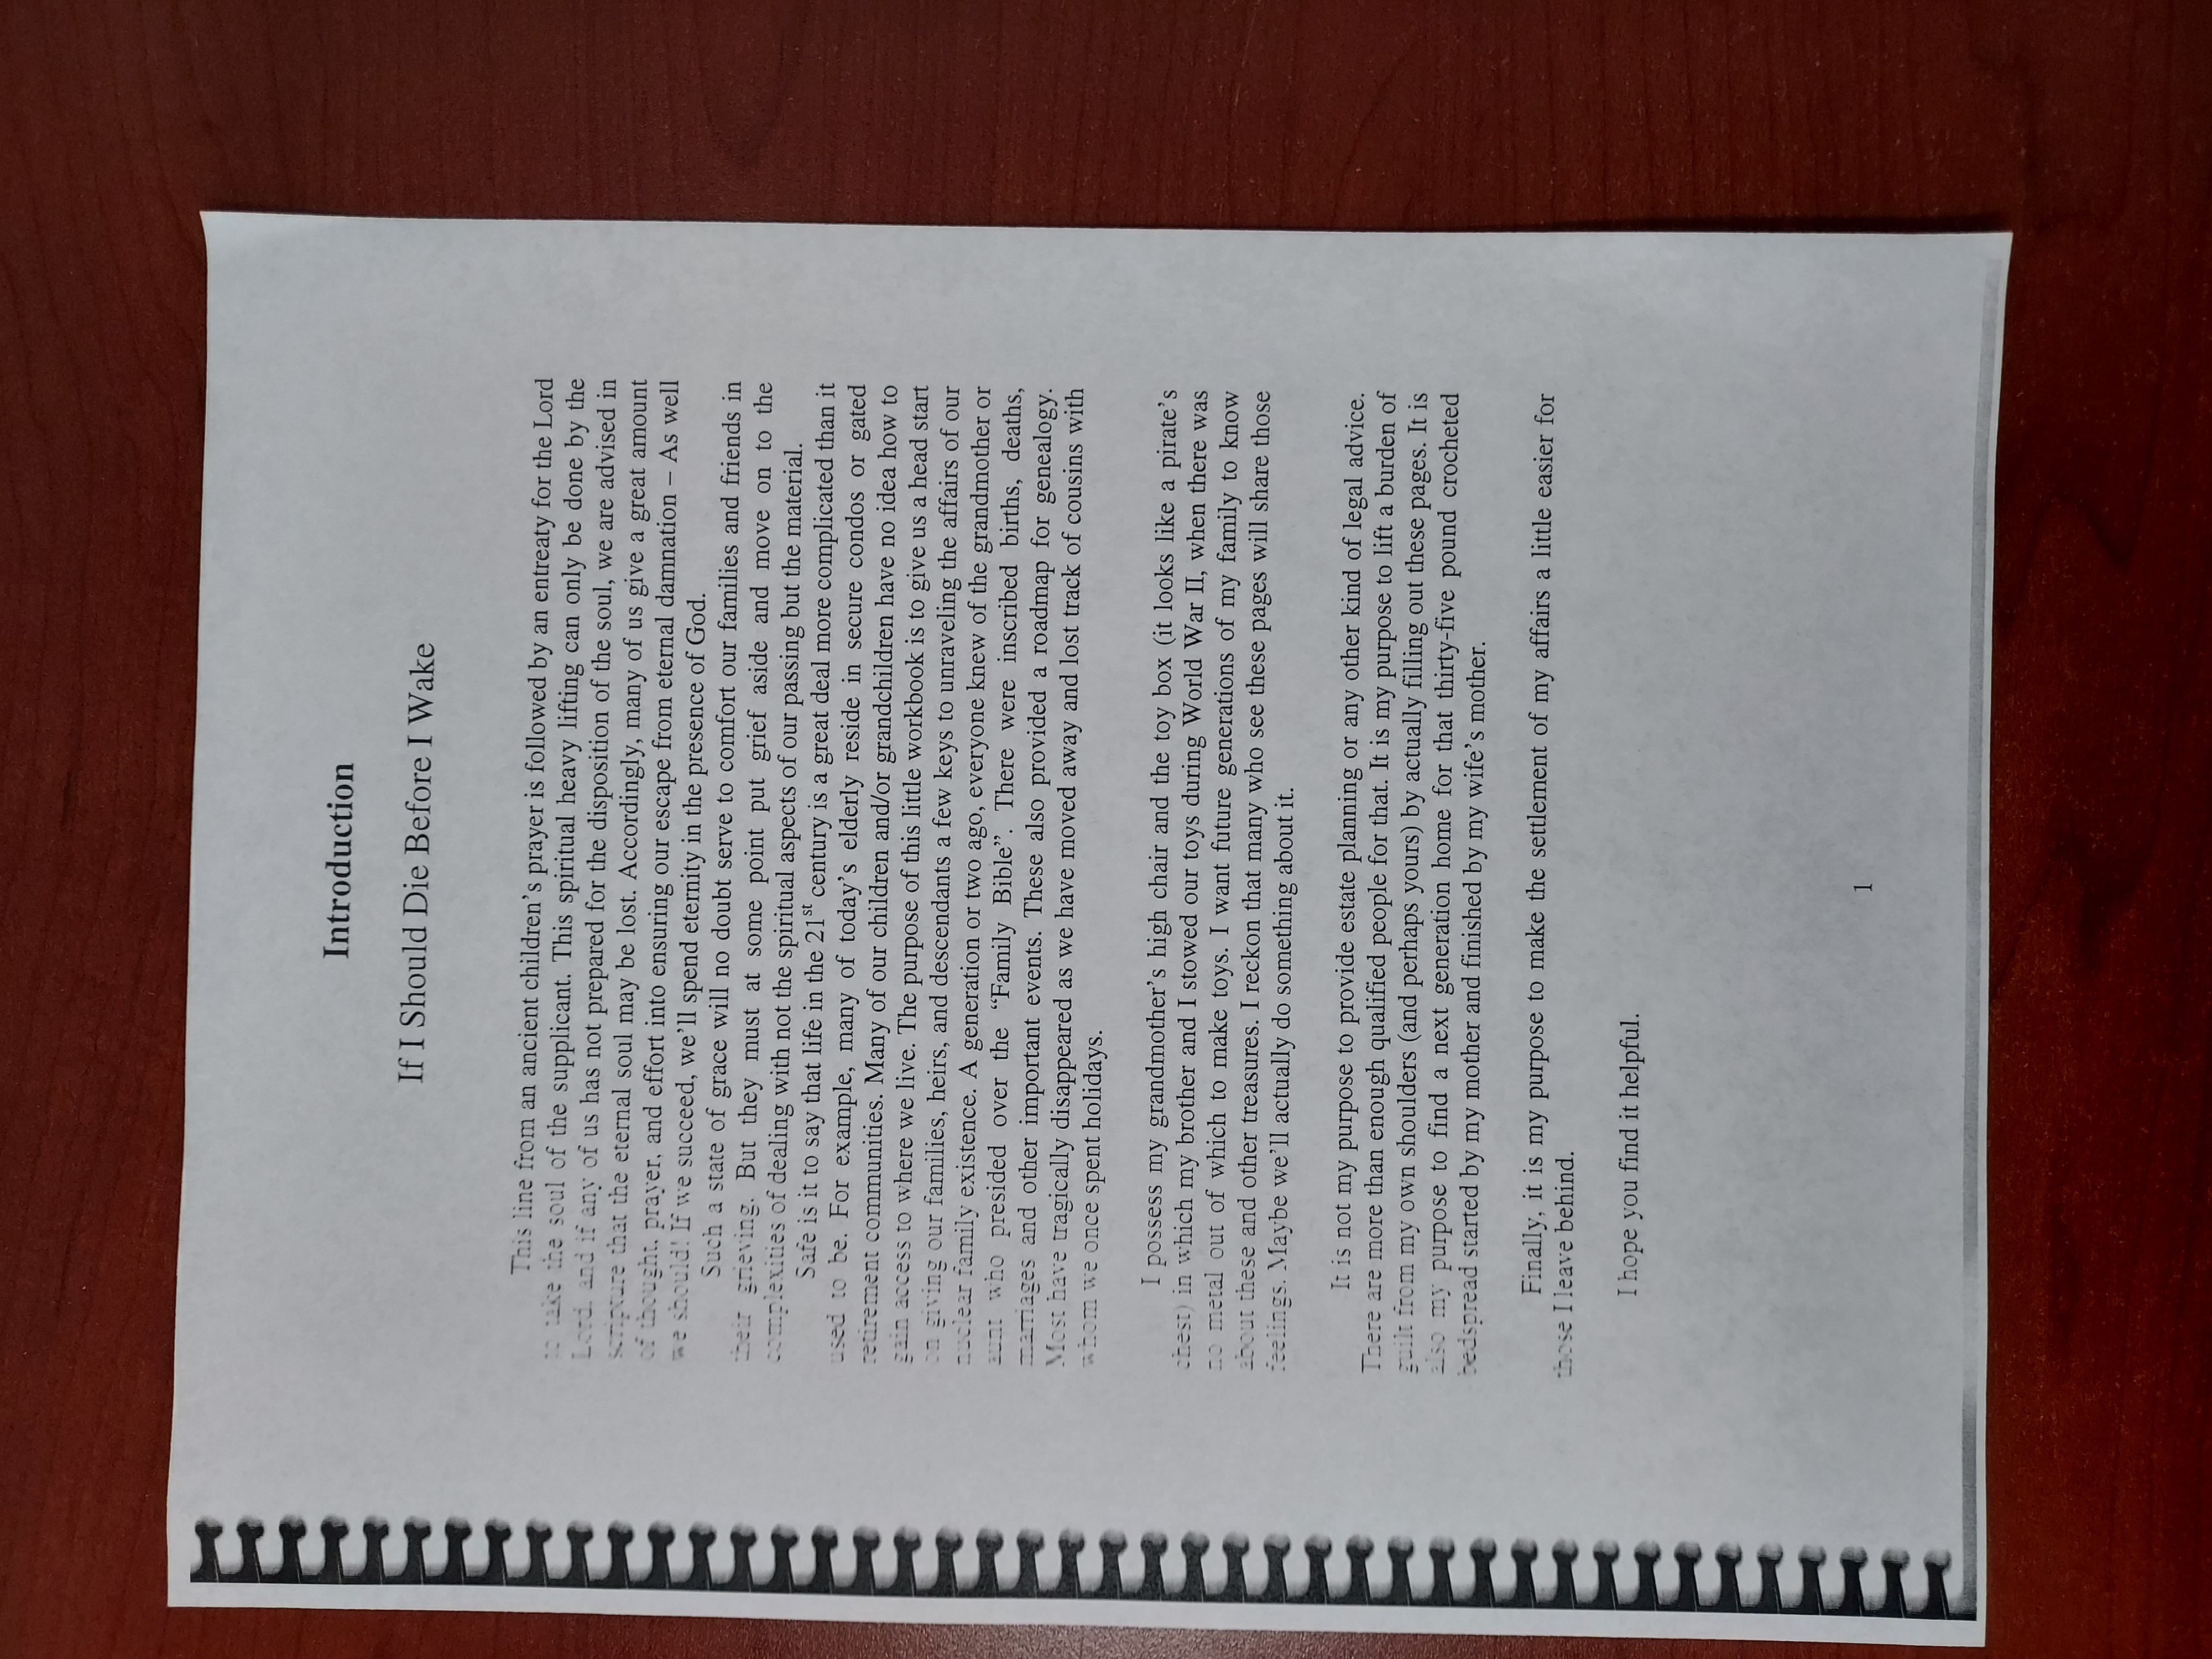 Introduction
If I Should Die Before I Wake
This line from an ancient children's prayer is followed by an entreaty for the Lord
to take the soul of the supplicant. This spiritual heavy lifting can only be done by the
Lord, and if any of us has not prepared for the disposition of the soul, we are advised in
scripture that the eternal soul may be lost. Accordingly, many of us give a great amount
of thought, prayer, and effort into ensuring our escape from eternal damnation – As well
we should! If we succeed, we'll spend eternity in the presence of God.
Such a state of grace will no doubt serve to comfort our families and friends in
their grieving. But they must at some point put grief aside and move on to the
complexities of dealing with not the spiritual aspects of our passing but the material.
Safe is it to say that life in the 21st century is a great deal more complicated than it
used to be. For example, many of today's elderly reside in secure condos or gated
retirement communities. Many of our children and/or grandchildren have no idea how to
gain access to where we live. The purpose of this little workbook is to give us a head start
on giving our families, heirs, and descendants a few keys to unraveling the affairs of our
nuclear family existence. A generation or two ago, everyone knew of the grandmother or
aunt who presided over the “Family Bible”. There were inscribed births, deaths,
marriages and other important events. These also provided a roadmap for genealogy.
Most have tragically disappeared as we have moved away and lost track of cousins with
whom we once spent holidays.
I possess my grandmother's high chair and the toy box (it looks like a pirate's
chest) in which my brother and I stowed our toys during World War II, when there was
no metal out of which to make toys. I want future generations of my family to know
about these and other treasures. I reckon that many who see these pages will share those
feelings. Maybe we'll actually do something about it.
It is not my purpose to provide estate planning or any other kind of legal advice.
There are more than enough qualified people for that. It is my purpose to lift a burden of
guilt from my own shoulders (and perhaps yours) by actually filling out these pages. It is
also my purpose to find a next generation home for that thirty-five pound crocheted
bedspread started by my mother and finished by my wife's mother.
Finally, it is my purpose to make the settlement of my affairs a little easier for
those I leave behind.
I hope you find it helpful.
1